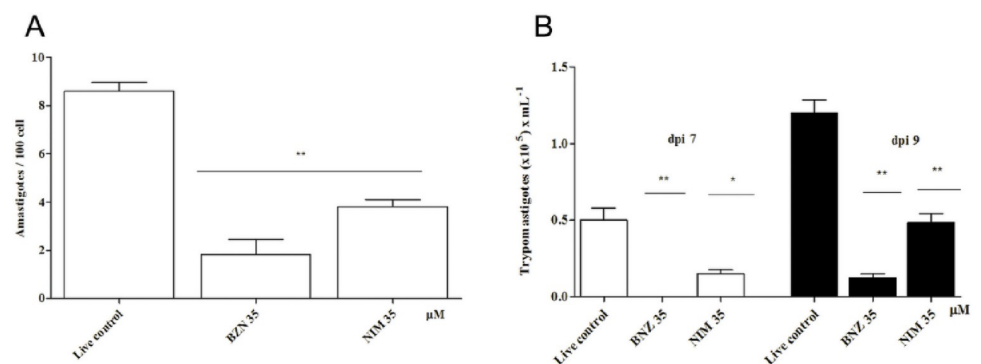 A
Amastigotes / 100 cell
10
8
6
4
2
0
**
Live control
BZN 35
NIM 35
µM
B
Trypomastigotes (x10 5) x mL-1
1.5
1.0
0.5
0.0
dpi 7
**
*
dpi 9
**
**
Live control
BNZ 35
NIM 35
Live control
BNZ 35
NIM 35
µM